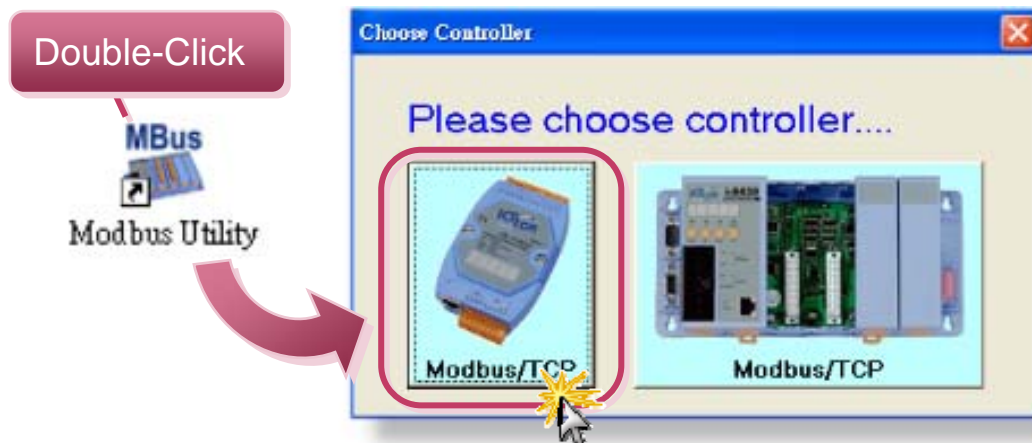 Double-Click
MBus
Modbus Utility
Choose Controller
Please choose controller....
Modbus/TCP
Modbus/TCP